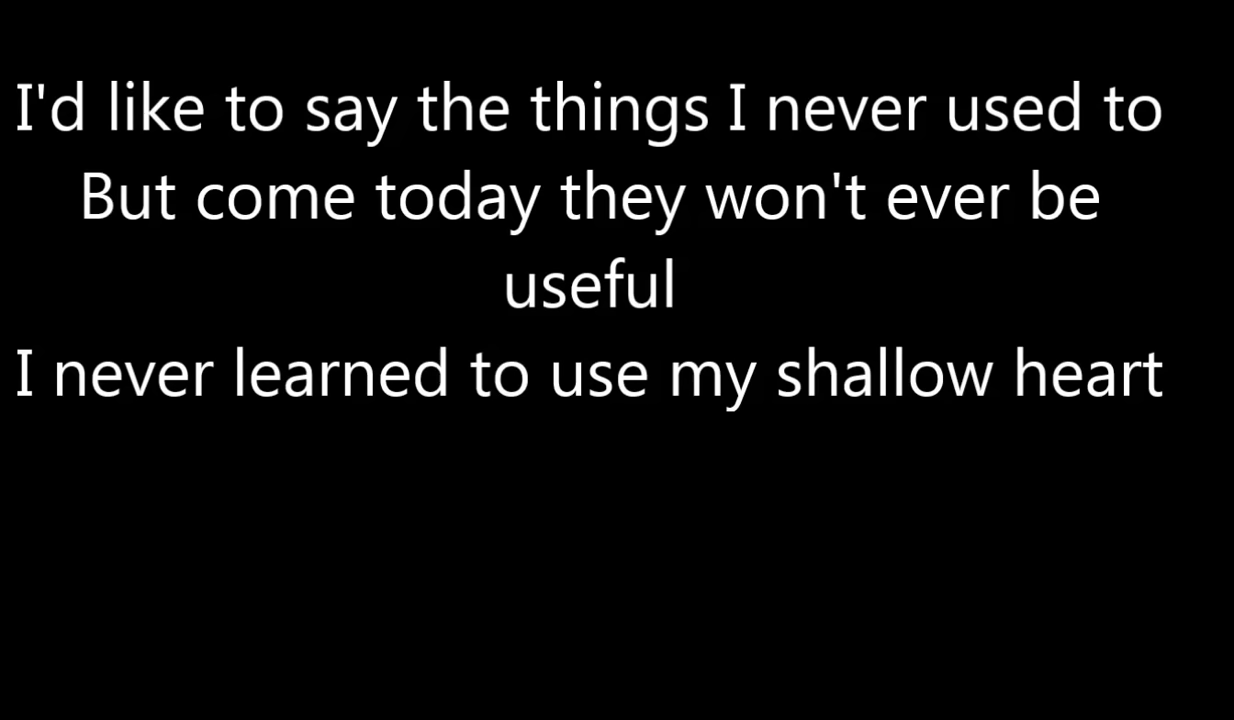 I'd like to say the things I never used to
But come today they won't ever be
useful
I never learned to use my shallow heart